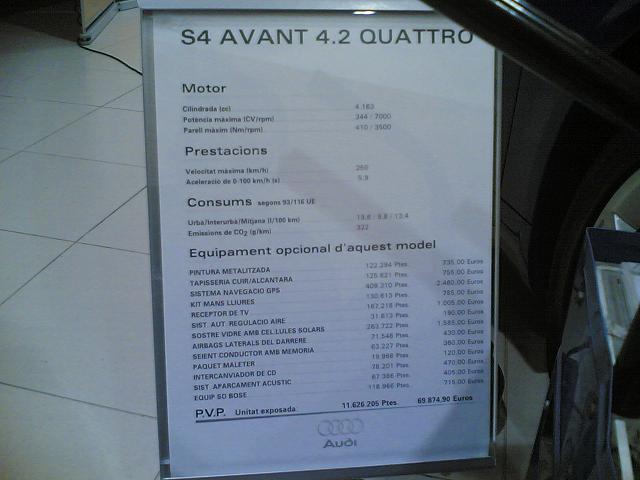 S4 AVANT 4.2 QUATTRO
Motor
Cilindrada (cc) 4.163
Potència màxima (CV/rpm) 344 / 7000
Parell màxim (Nm/rpm) 410 / 3500
Prestacions
Velocitat màxima (km/h) 250
Acceleracio de 0-100 km/h (s) 5,9
Consums segons 93/116 UE
Urbà/Interurbà/Mitjana (l/100 km) 19,6 / 9,8 / 13,4
Emissions de CO2 (g/km) 322
Equipament opcional d'aquest model
PINTURA METALITZADA 122.294 Ptes. 735,00 Euros
TAPISSERIA CUIR/ALCANTARA 125.621 Ptes. 755,00 Euros
SISTEMA NAVEGACIO GPS 409.310 Ptes. 2.460,00 Euros
KIT MANS LLIURES 130.613 Ptes. 785,00 Euros
RECEPTOR DE TV 167.218 Ptes. 1.005,00 Euros
SIST. AUT. REGULACIO AIRE 31.613 Ptes. 190,00 Euros
SOSTRE VIDRE AMB CEL.LULES SOLARS 263.722 Ptes. 1.585,00 Euros
AIRBAGS LATERALS DEL DARRERE 71.546 Ptes. 430,00 Euros
SEIENT CONDUCTOR AMB MEMORIA 63.227 Ptes. 380,00 Euros
PAQUET MALETER 19.966 Ptes. 120,00 Euros
INTERCANVIADOR DE CD 78.201 Ptes. 470,00 Euros
SIST. APARCAMENT ACUSTIC 67.386 Ptes. 405,00 Euros
EQUIP SO BOSE 118.966 Ptes. 715,00 Euros
P.V.P. Unitat exposada 11.626.205 Ptes. 69.874,90 Euros
Audi